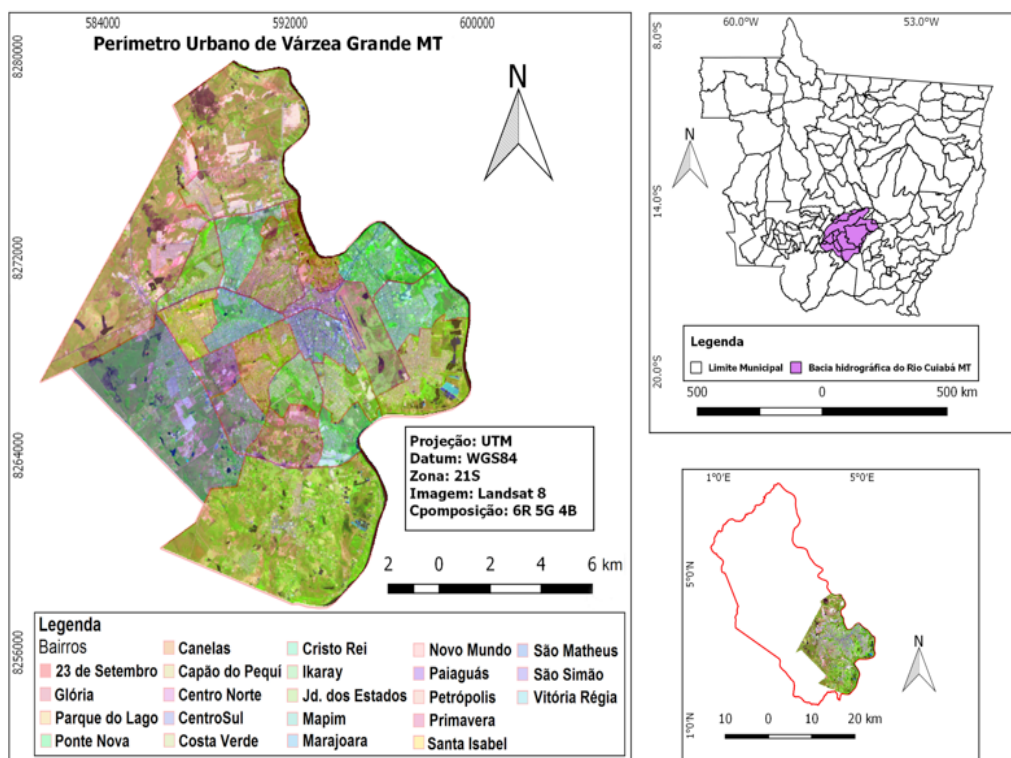 584000
592000
600000
Perímetro Urbano de Várzea Grande MT
8280000
8272000
8264000
8256000
N
Projeção: UTM
Datum: WGS84
Zona: 21S
Imagem: Landsat 8
Cpomposição: 6R 5G 4B
2 0 2 4 6 km
Legenda
Bairros
23 de Setembro
Glória
Parque do Lago
Ponte Nova
Canelas
Capão do Pequí
Centro Norte
CentroSul
Costa Verde
Cristo Rei
Ikaray
Jd. dos Estados
Mapim
Marajoara
Novo Mundo
Paiaguás
Petrópolis
Primavera
Santa Isabel
São Matheus
São Simão
Vitória Régia
60.0°W
53.0°W
8.0°S
14.0°S
20.0°S
N
Legenda
Limite Municipal Bacia hidrográfica do Rio Cuiabá MT
500 0 500 km
1°0'E
5°0'E
5°0'N
1°0'N
N
10 0 10 20 km